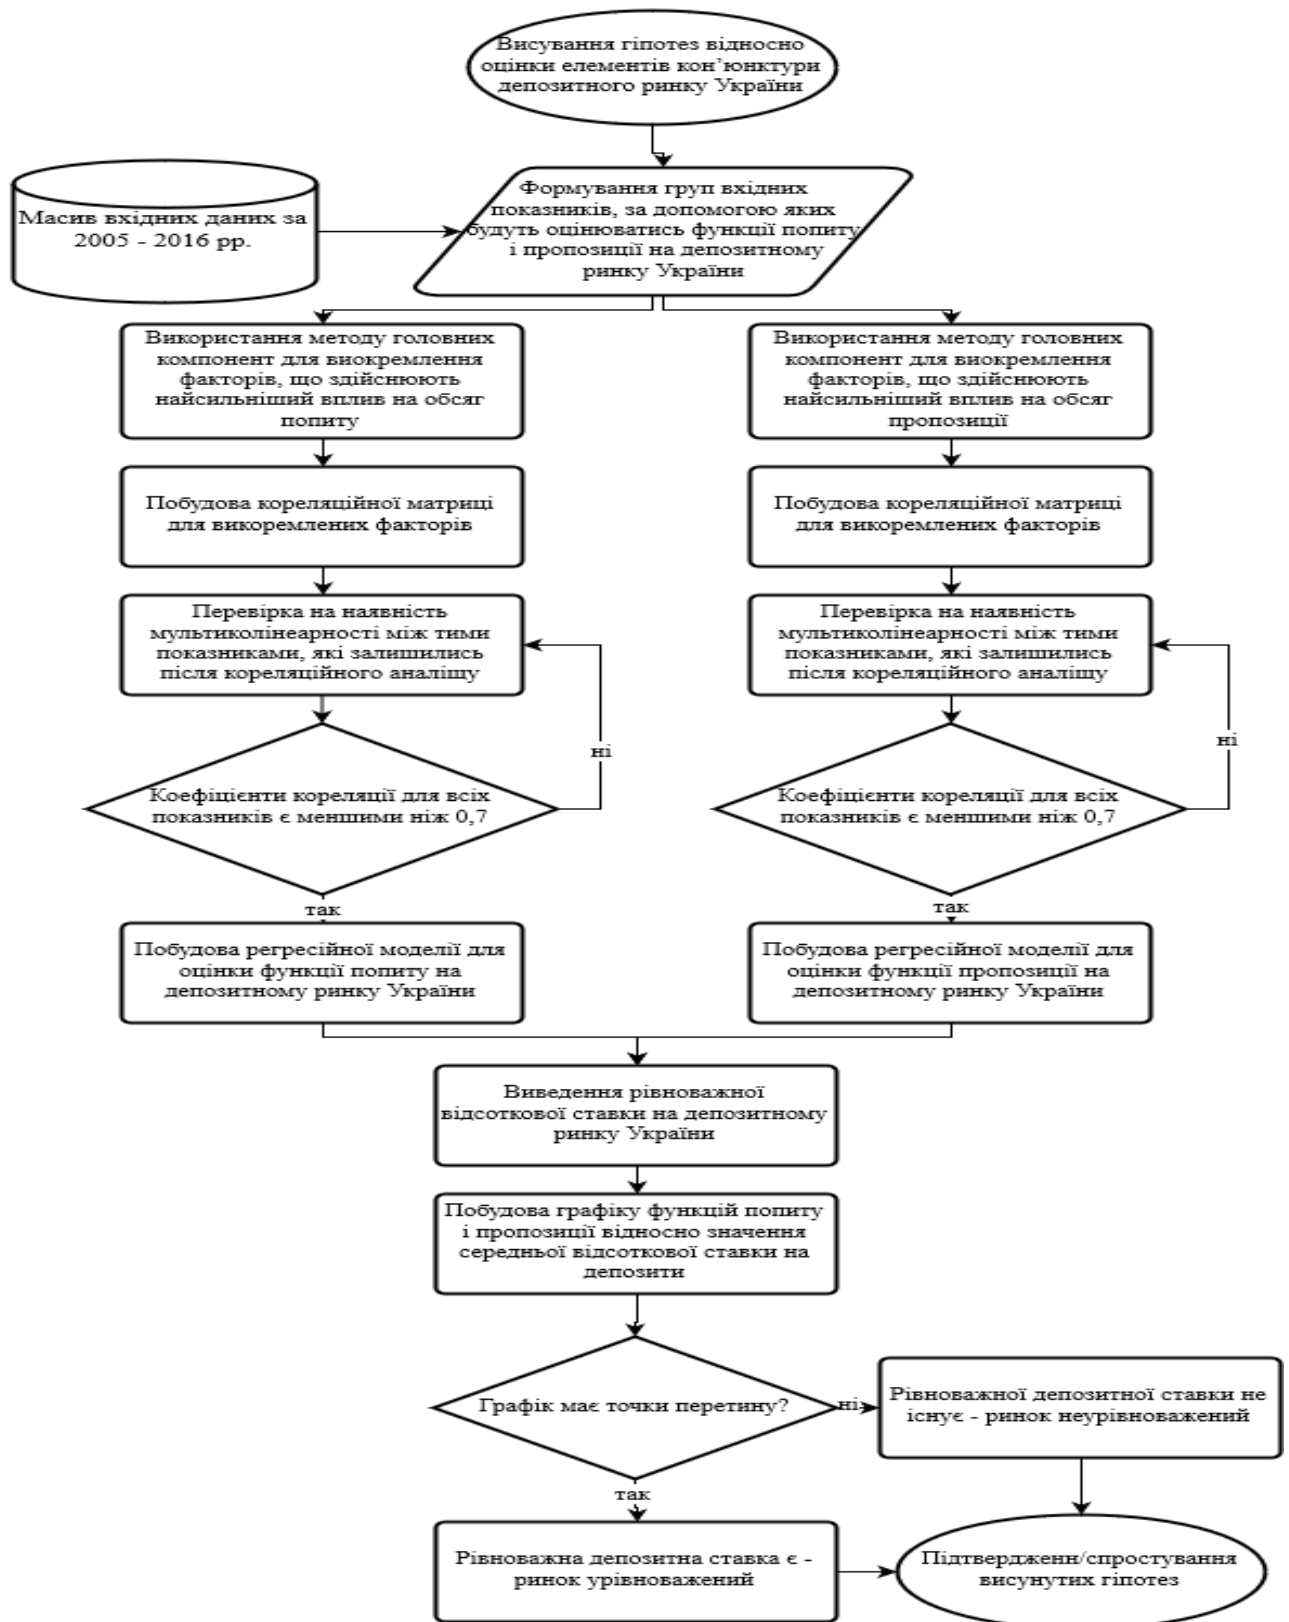 Висування гіпотез відносно
оцінки елементів кон’юнктури
депозитного ринку України
Масив вхідних даних за
2005 - 2016 рр.
Формування груп вхідних
показників, за допомогою яких
будуть оцінюватись функції попиту
і пропозиції на депозитному
ринку України
Використання методу головних
компонент для виокремлення
факторів, що здійснюють
найсильніший вплив на обсяг
попиту
Використання методу головних
компонент для виокремлення
факторів, що здійснюють
найсильніший вплив на обсяг
пропозиції
Побудова кореляційної матриці
для викоремлених факторів
Побудова кореляційної матриці
для викоремлених факторів
Перевірка на наявність
мультиколінеарності між тими
показниками, які залишились
після кореляційного аналіщу
Перевірка на наявність
мультиколінеарності між тими
показниками, які залишились
після кореляційного аналіщу
ні
ні
Коефіцієнти кореляції для всіх
показників є меншими ніж 0,7
Коефіцієнти кореляції для всіх
показників є меншими ніж 0,7
так
так
Побудова регресійної моделії для
оцінки функції попиту на
депозитному ринку України
Побудова регресійної моделії для
оцінки функції пропозиції на
депозитному ринку України
Виведення рівноважної
відсоткової ставки на депозитному
ринку України
Побудова графіку функцій попиту
і пропозиції відносно значення
середньої відсоткової ставки на
депозити
Графік має точки перетину?
ні
Рівноважної депозитної ставки не
існує - ринок неурівноважений
так
Рівноважна депозитна ставка є -
ринок урівноважений
Підтвердженн/спростування
висунутих гіпотез